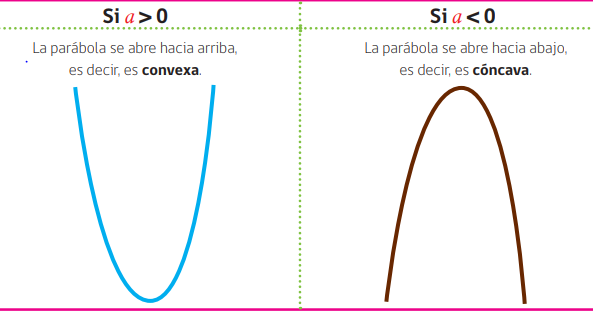 Si a > 0
La parábola se abre hacia arriba,
es decir, es convexa.
Si a < 0
La parábola se abre hacia abajo,
es decir, es cóncava.